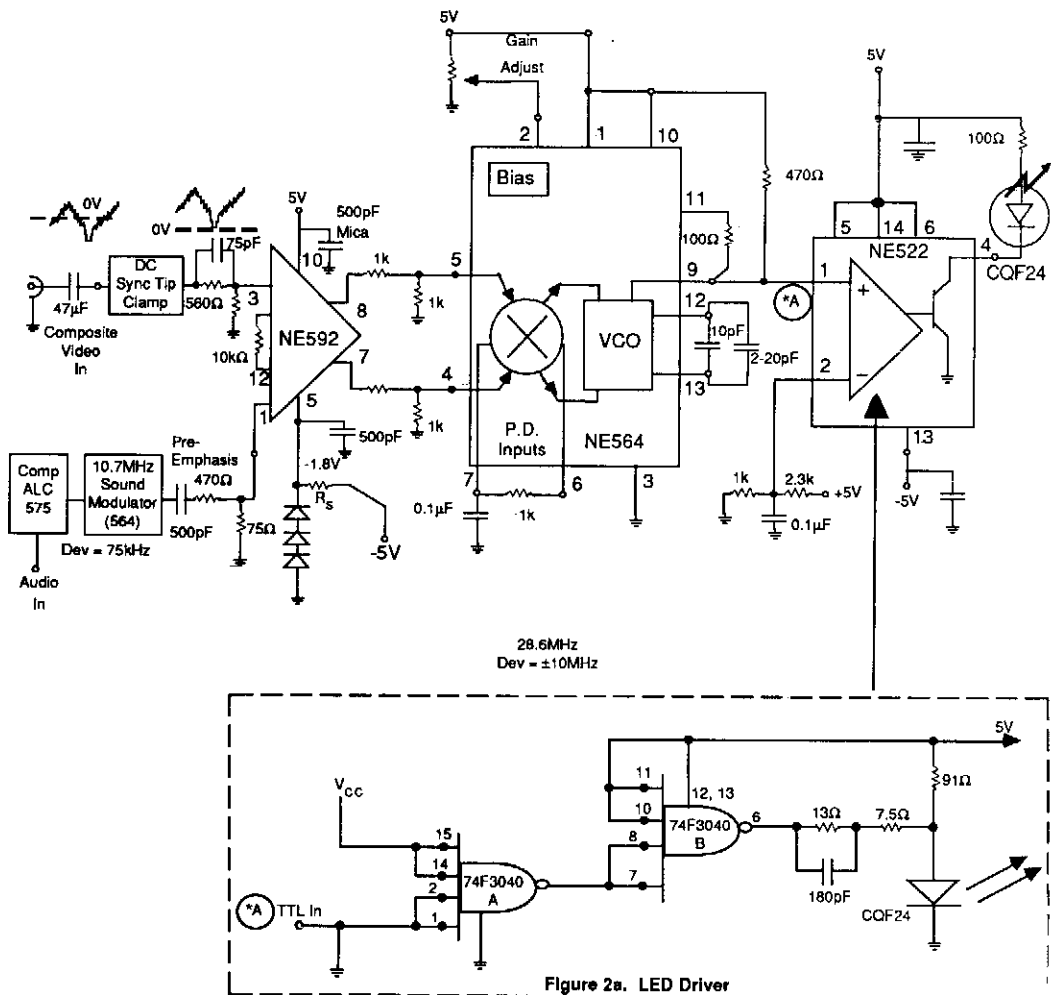 5V
Gain
Adjust
5V
2
1
10
100Ω
Bias
470Ω
0V
0V
75pF
5V
500pF
Mica
11
100Ω
5
14
6
NE522
4
CQF24
10
1k
5
9
1
+
*A
DC
Sync Tip
Clamp
560Ω
3
8
1k
12
47µF
Composite
Video
In
NE592
VCO
10pF
2-20pF
10kΩ
7
2
−
12
4
13
1
5
1k
P.D.
Inputs
NE564
13
500pF
Pre-
Emphasis
-1.8V
7
6
3
1k
2.3k
+5V
-5V
Comp
ALC
575
10.7MHz
Sound
Modulator
(564)
470Ω
RS
0.1µF
1k
0.1µF
500pF
75Ω
-5V
Dev = 75kHz
Audio
In
28.6MHz
Dev = ±10MHz
5V
VCC
11
12, 13
91Ω
10
74F3040
B
6
13Ω
7.5Ω
15
8
14
74F3040
A
7
180pF
2
CQF24
*A
TTL In
1
Figure 2a. LED Driver